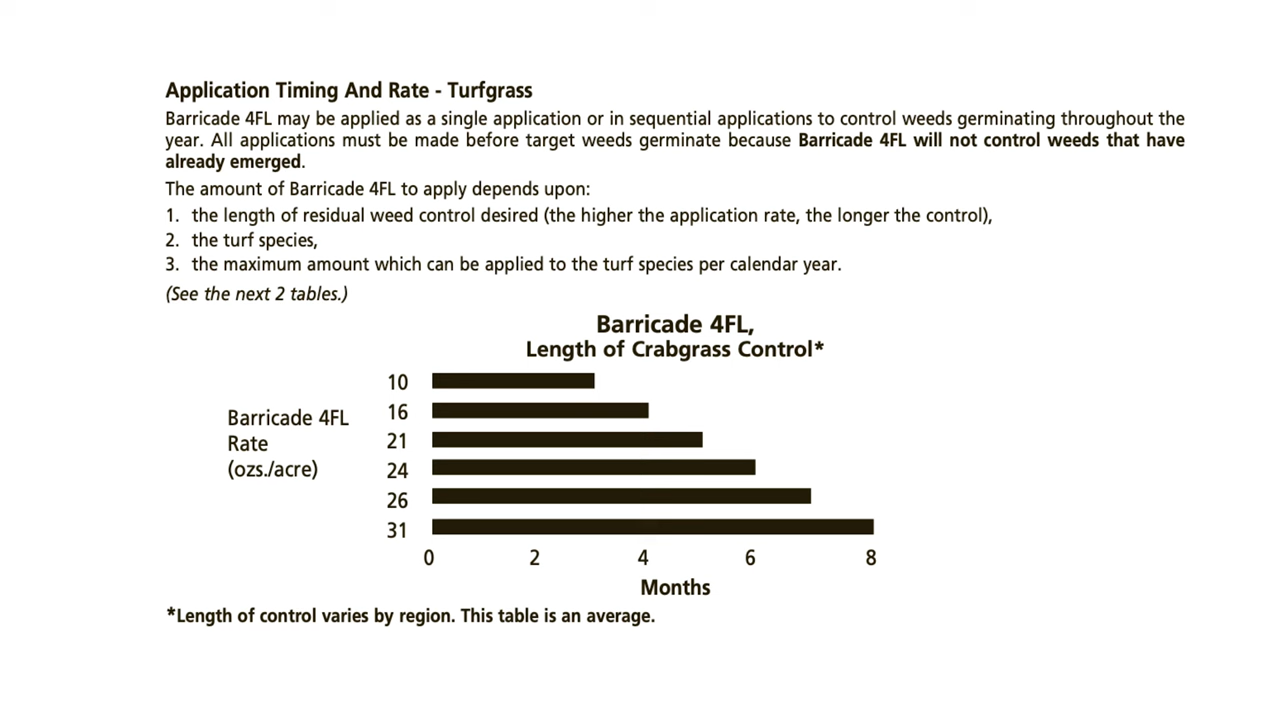 Application Timing And Rate - Turfgrass
Barricade 4FL may be applied as a single application or in sequential applications to control weeds germinating throughout the
year. All applications must be made before target weeds germinate because Barricade 4FL will not control weeds that have
already emerged.
The amount of Barricade 4FL to apply depends upon:
1. the length of residual weed control desired (the higher the application rate, the longer the control),
2. the turf species,
3. the maximum amount which can be applied to the turf species per calendar year.
(See the next 2 tables.)
Barricade 4FL,
Length of Crabgrass Control*
Barricade 4FL
Rate
(ozs./acre)
10
16
21
24
26
31
0 2 4 6 8
Months
*Length of control varies by region. This table is an average.